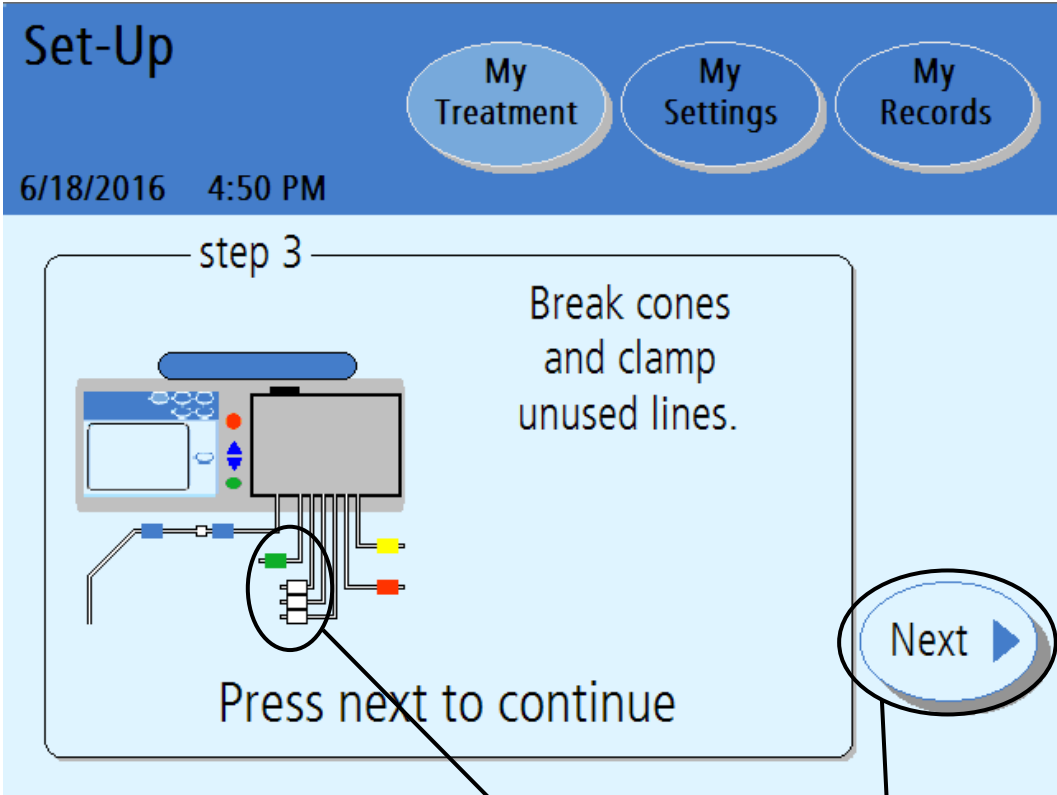 Set-Up
My
Treatment
My
Settings
My
Records
6/18/2016 4:50 PM
step 3
Break cones
and clamp
unused lines.
Next
Press next to continue